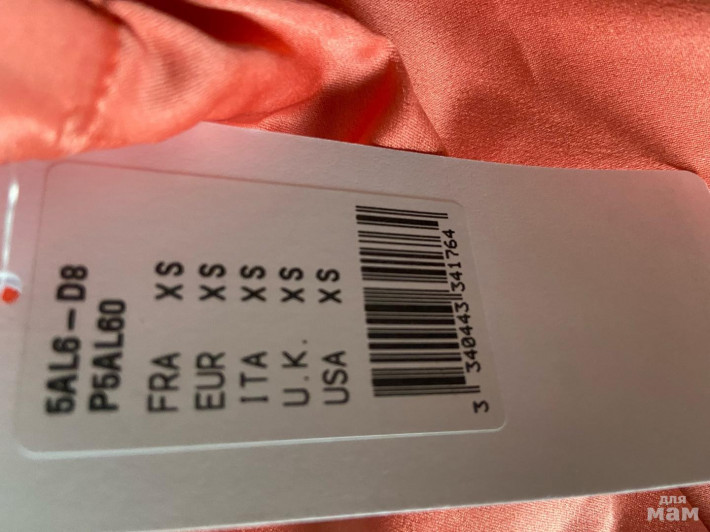 5AL6-D8
P5AL60
FRA XS
EUR XS
ITA XS
U.K. XS
USA XS
3 340443 341764
для
мам